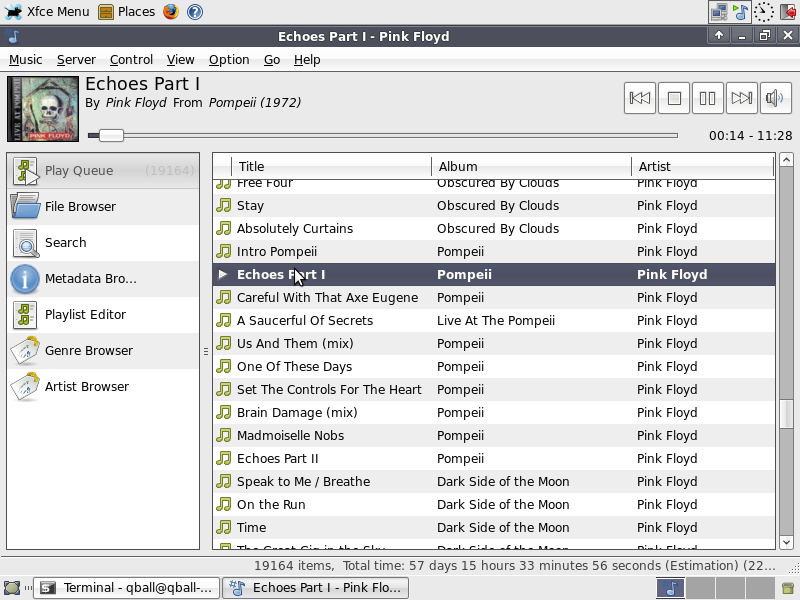 Xfce Menu Places
Echoes Part I - Pink Floyd
Music Server Control View Option Go Help
LIVE AT POMPEII
PINK FLOYD
Echoes Part I
By Pink Floyd From Pompeii (1972)
00:14 - 11:28
Play Queue (19164)
File Browser
Search
Metadata Bro...
Playlist Editor
Genre Browser
Artist Browser
Title Album Artist
Free Four Obscured By Clouds Pink Floyd
Stay Obscured By Clouds Pink Floyd
Absolutely Curtains Obscured By Clouds Pink Floyd
Intro Pompeii Pompeii Pink Floyd
Echoes Part I Pompeii Pink Floyd
Careful With That Axe Eugene Pompeii Pink Floyd
A Saucerful Of Secrets Live At The Pompeii Pink Floyd
Us And Them (mix) Pompeii Pink Floyd
One Of These Days Pompeii Pink Floyd
Set The Controls For The Heart Pompeii Pink Floyd
Brain Damage (mix) Pompeii Pink Floyd
Madmoiselle Nobs Pompeii Pink Floyd
Echoes Part II Pompeii Pink Floyd
Speak to Me / Breathe Dark Side of the Moon Pink Floyd
On the Run Dark Side of the Moon Pink Floyd
Time Dark Side of the Moon Pink Floyd
The Great Gig in the Sky Dark Side of the Moon Pink Floyd
19164 items, Total time: 57 days 15 hours 33 minutes 56 seconds (Estimation) (22...
Terminal - qball@qball-... Echoes Part I - Pink Flo...